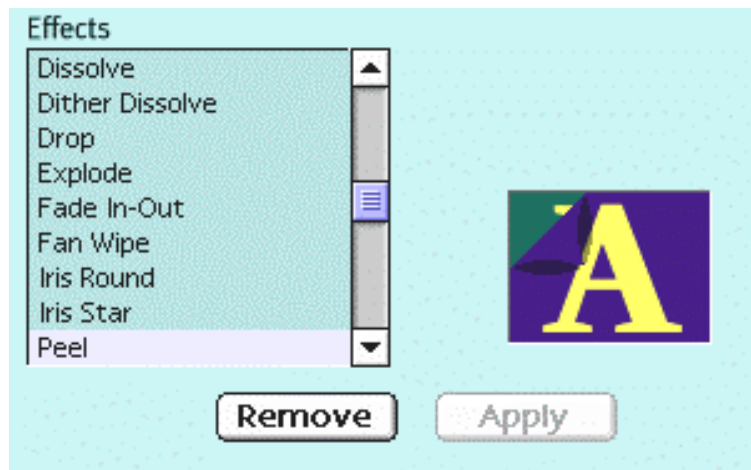 Effects
Dissolve
Dither Dissolve
Drop
Explode
Fade In-Out
Fan Wipe
Iris Round
Iris Star
Peel
A
Remove
Apply